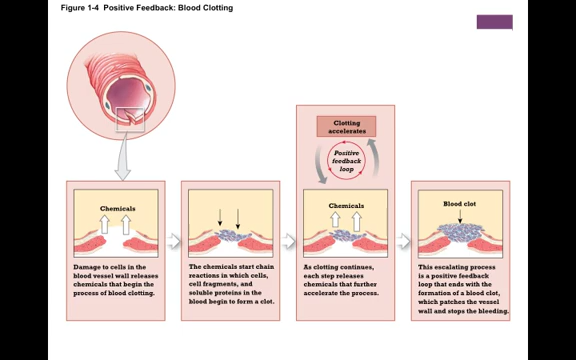 Figure 1-4 Positive Feedback: Blood Clotting
Clotting
accelerates
Positive
feedback
loop
Chemicals
Damage to cells in the
blood vessel wall releases
chemicals that begin the
process of blood clotting.
The chemicals start chain
reactions in which cells,
cell fragments, and
soluble proteins in the
blood begin to form a clot.
Chemicals
As clotting continues,
each step releases
chemicals that further
accelerate the process.
Blood clot
This escalating process
is a positive feedback
loop that ends with the
formation of a blood clot,
which patches the vessel
wall and stops the bleeding.